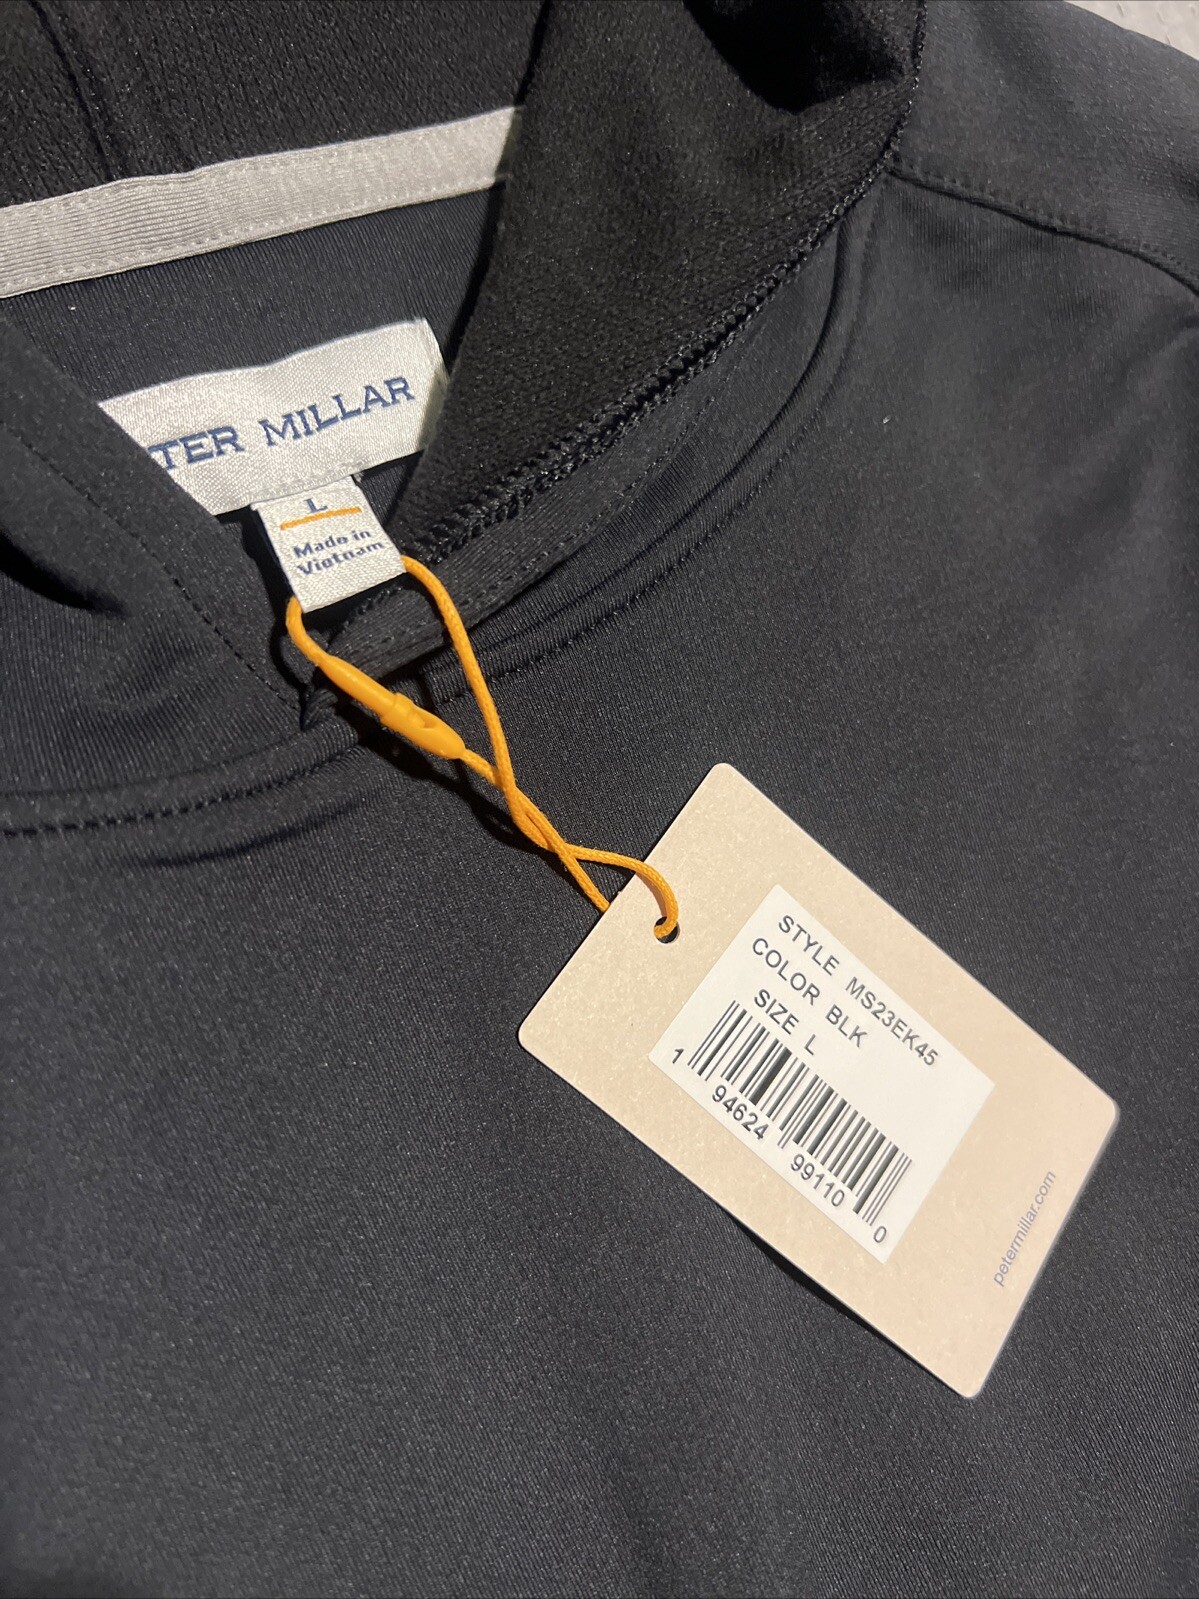 TER MILLAR
L
Made in
Vietnam
STYLE MS23EK45
COLOR BLK
SIZE L
1 94624 99110 0
petermillar.com